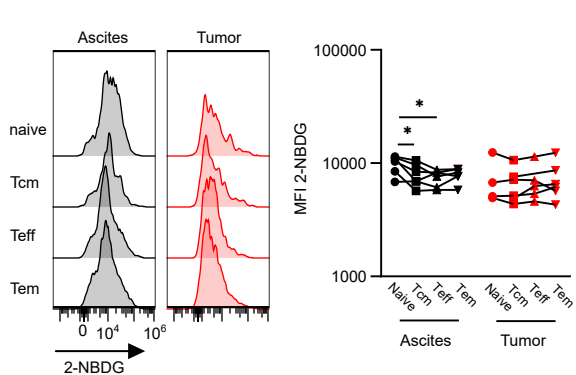 Ascites
Tumor
naive
Tcm
Teff
Tem
0 10⁴ 10⁶
2-NBDG
MFI 2-NBDG
100000
10000
1000
*
*
Naive Tcm Teff Tem
Naive Tcm Teff Tem
Ascites
Tumor